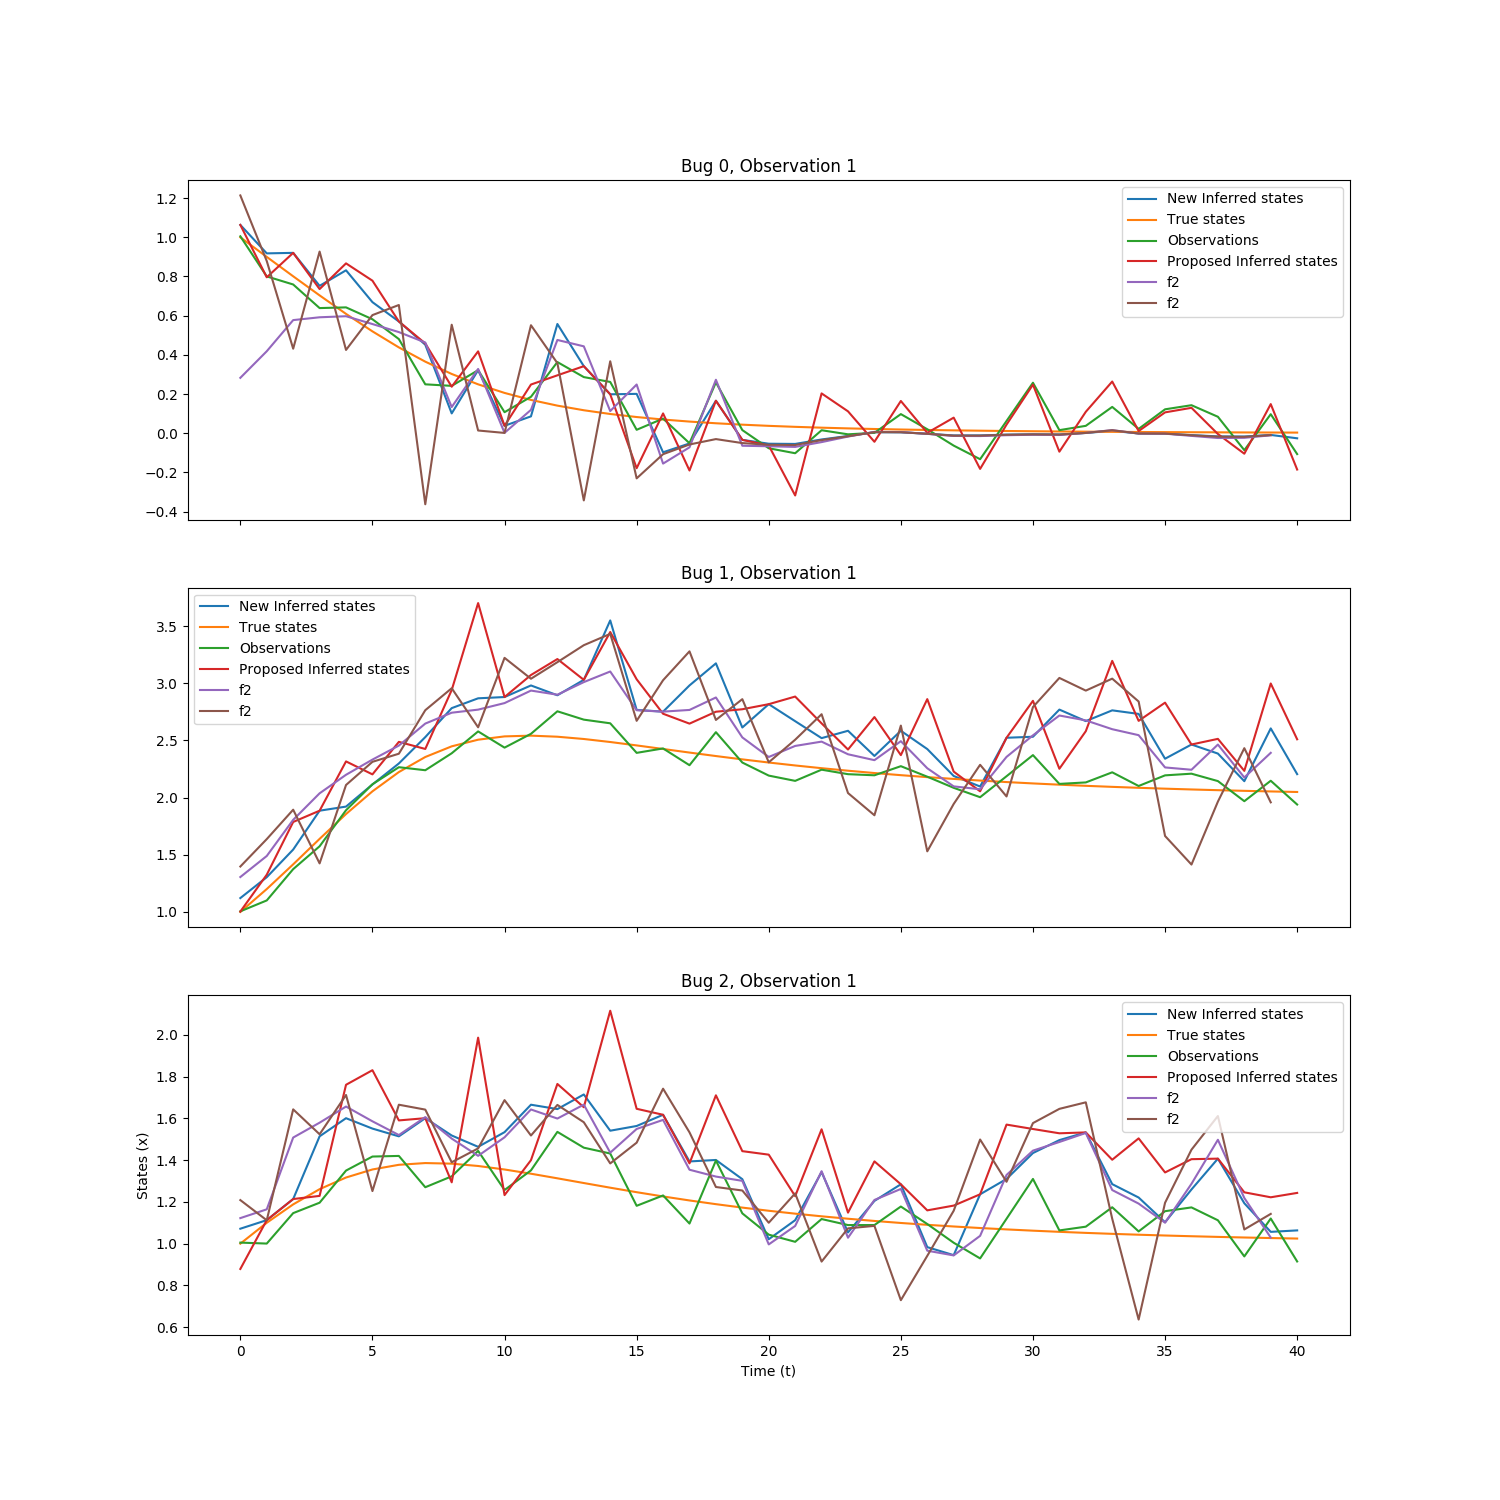 Bug 0, Observation 1
1.2
1.0
0.8
0.6
0.4
0.2
0.0
−0.2
−0.4
New Inferred states
True states
Observations
Proposed Inferred states
f2
f2
Bug 1, Observation 1
3.5
3.0
2.5
2.0
1.5
1.0
New Inferred states
True states
Observations
Proposed Inferred states
f2
f2
Bug 2, Observation 1
States (x)
2.0
1.8
1.6
1.4
1.2
1.0
0.8
0.6
New Inferred states
True states
Observations
Proposed Inferred states
f2
f2
0 5 10 15 20 25 30 35 40
Time (t)